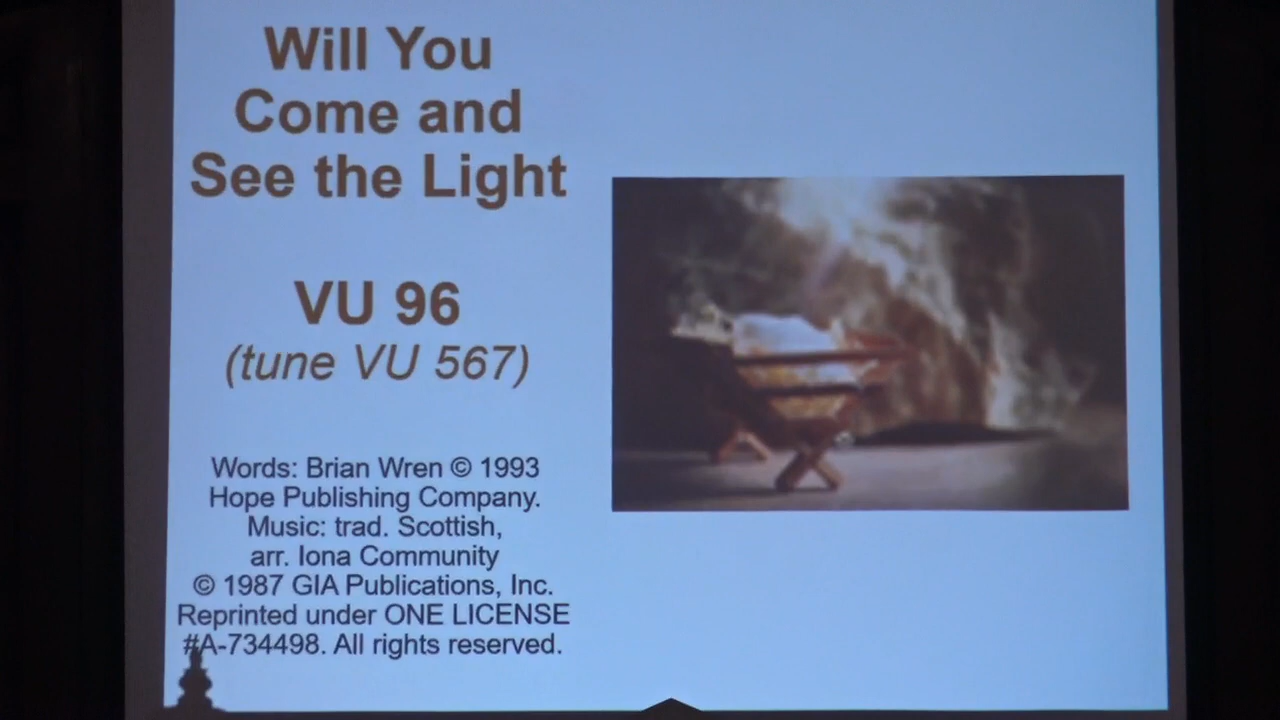 Will You
Come and
See the Light
VU 96
(tune VU 567)
Words: Brian Wren © 1993
Hope Publishing Company.
Music: trad. Scottish,
arr. Iona Community
© 1987 GIA Publications, Inc.
Reprinted under ONE LICENSE
#A-734498. All rights reserved.